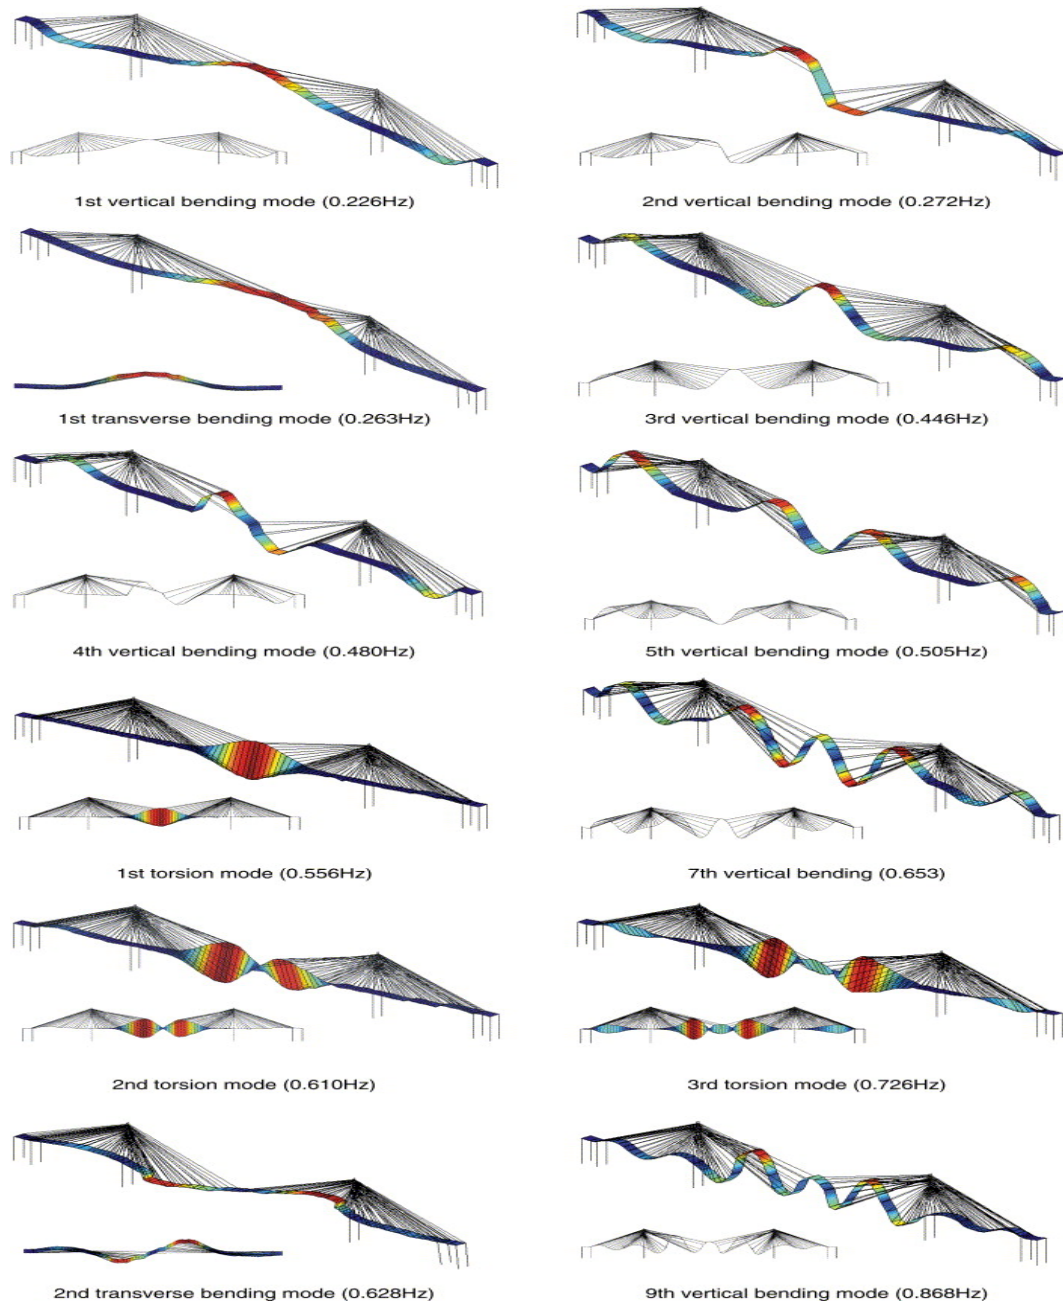 1st vertical bending mode (0.226Hz)
2nd vertical bending mode (0.272Hz)
1st transverse bending mode (0.263Hz)
3rd vertical bending mode (0.446Hz)
4th vertical bending mode (0.480Hz)
5th vertical bending mode (0.505Hz)
1st torsion mode (0.556Hz)
7th vertical bending (0.653)
2nd torsion mode (0.610Hz)
3rd torsion mode (0.726Hz)
2nd transverse bending mode (0.628Hz)
9th vertical bending mode (0.868Hz)